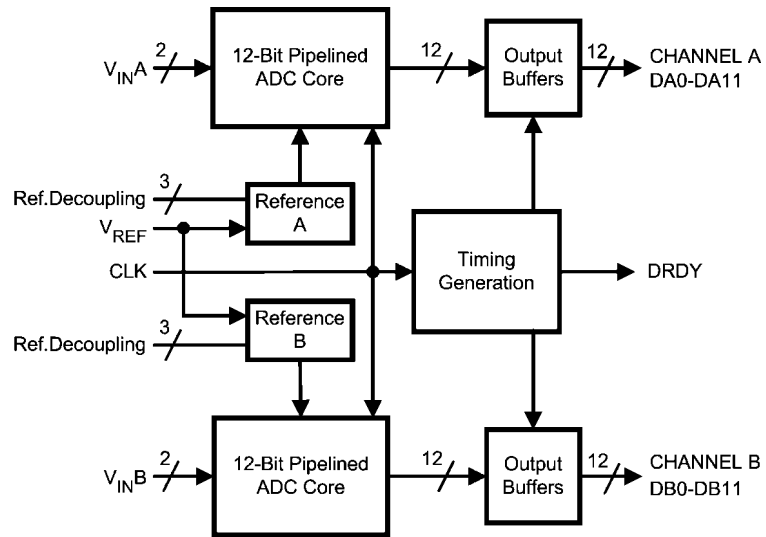 2
V_IN A
12-Bit Pipelined
ADC Core
12
Output
Buffers
12
CHANNEL A
DA0-DA11
3
Ref.Decoupling
Reference
A
V_REF
CLK
Timing
Generation
DRDY
Reference
B
3
Ref.Decoupling
2
V_IN B
12-Bit Pipelined
ADC Core
12
Output
Buffers
12
CHANNEL B
DB0-DB11